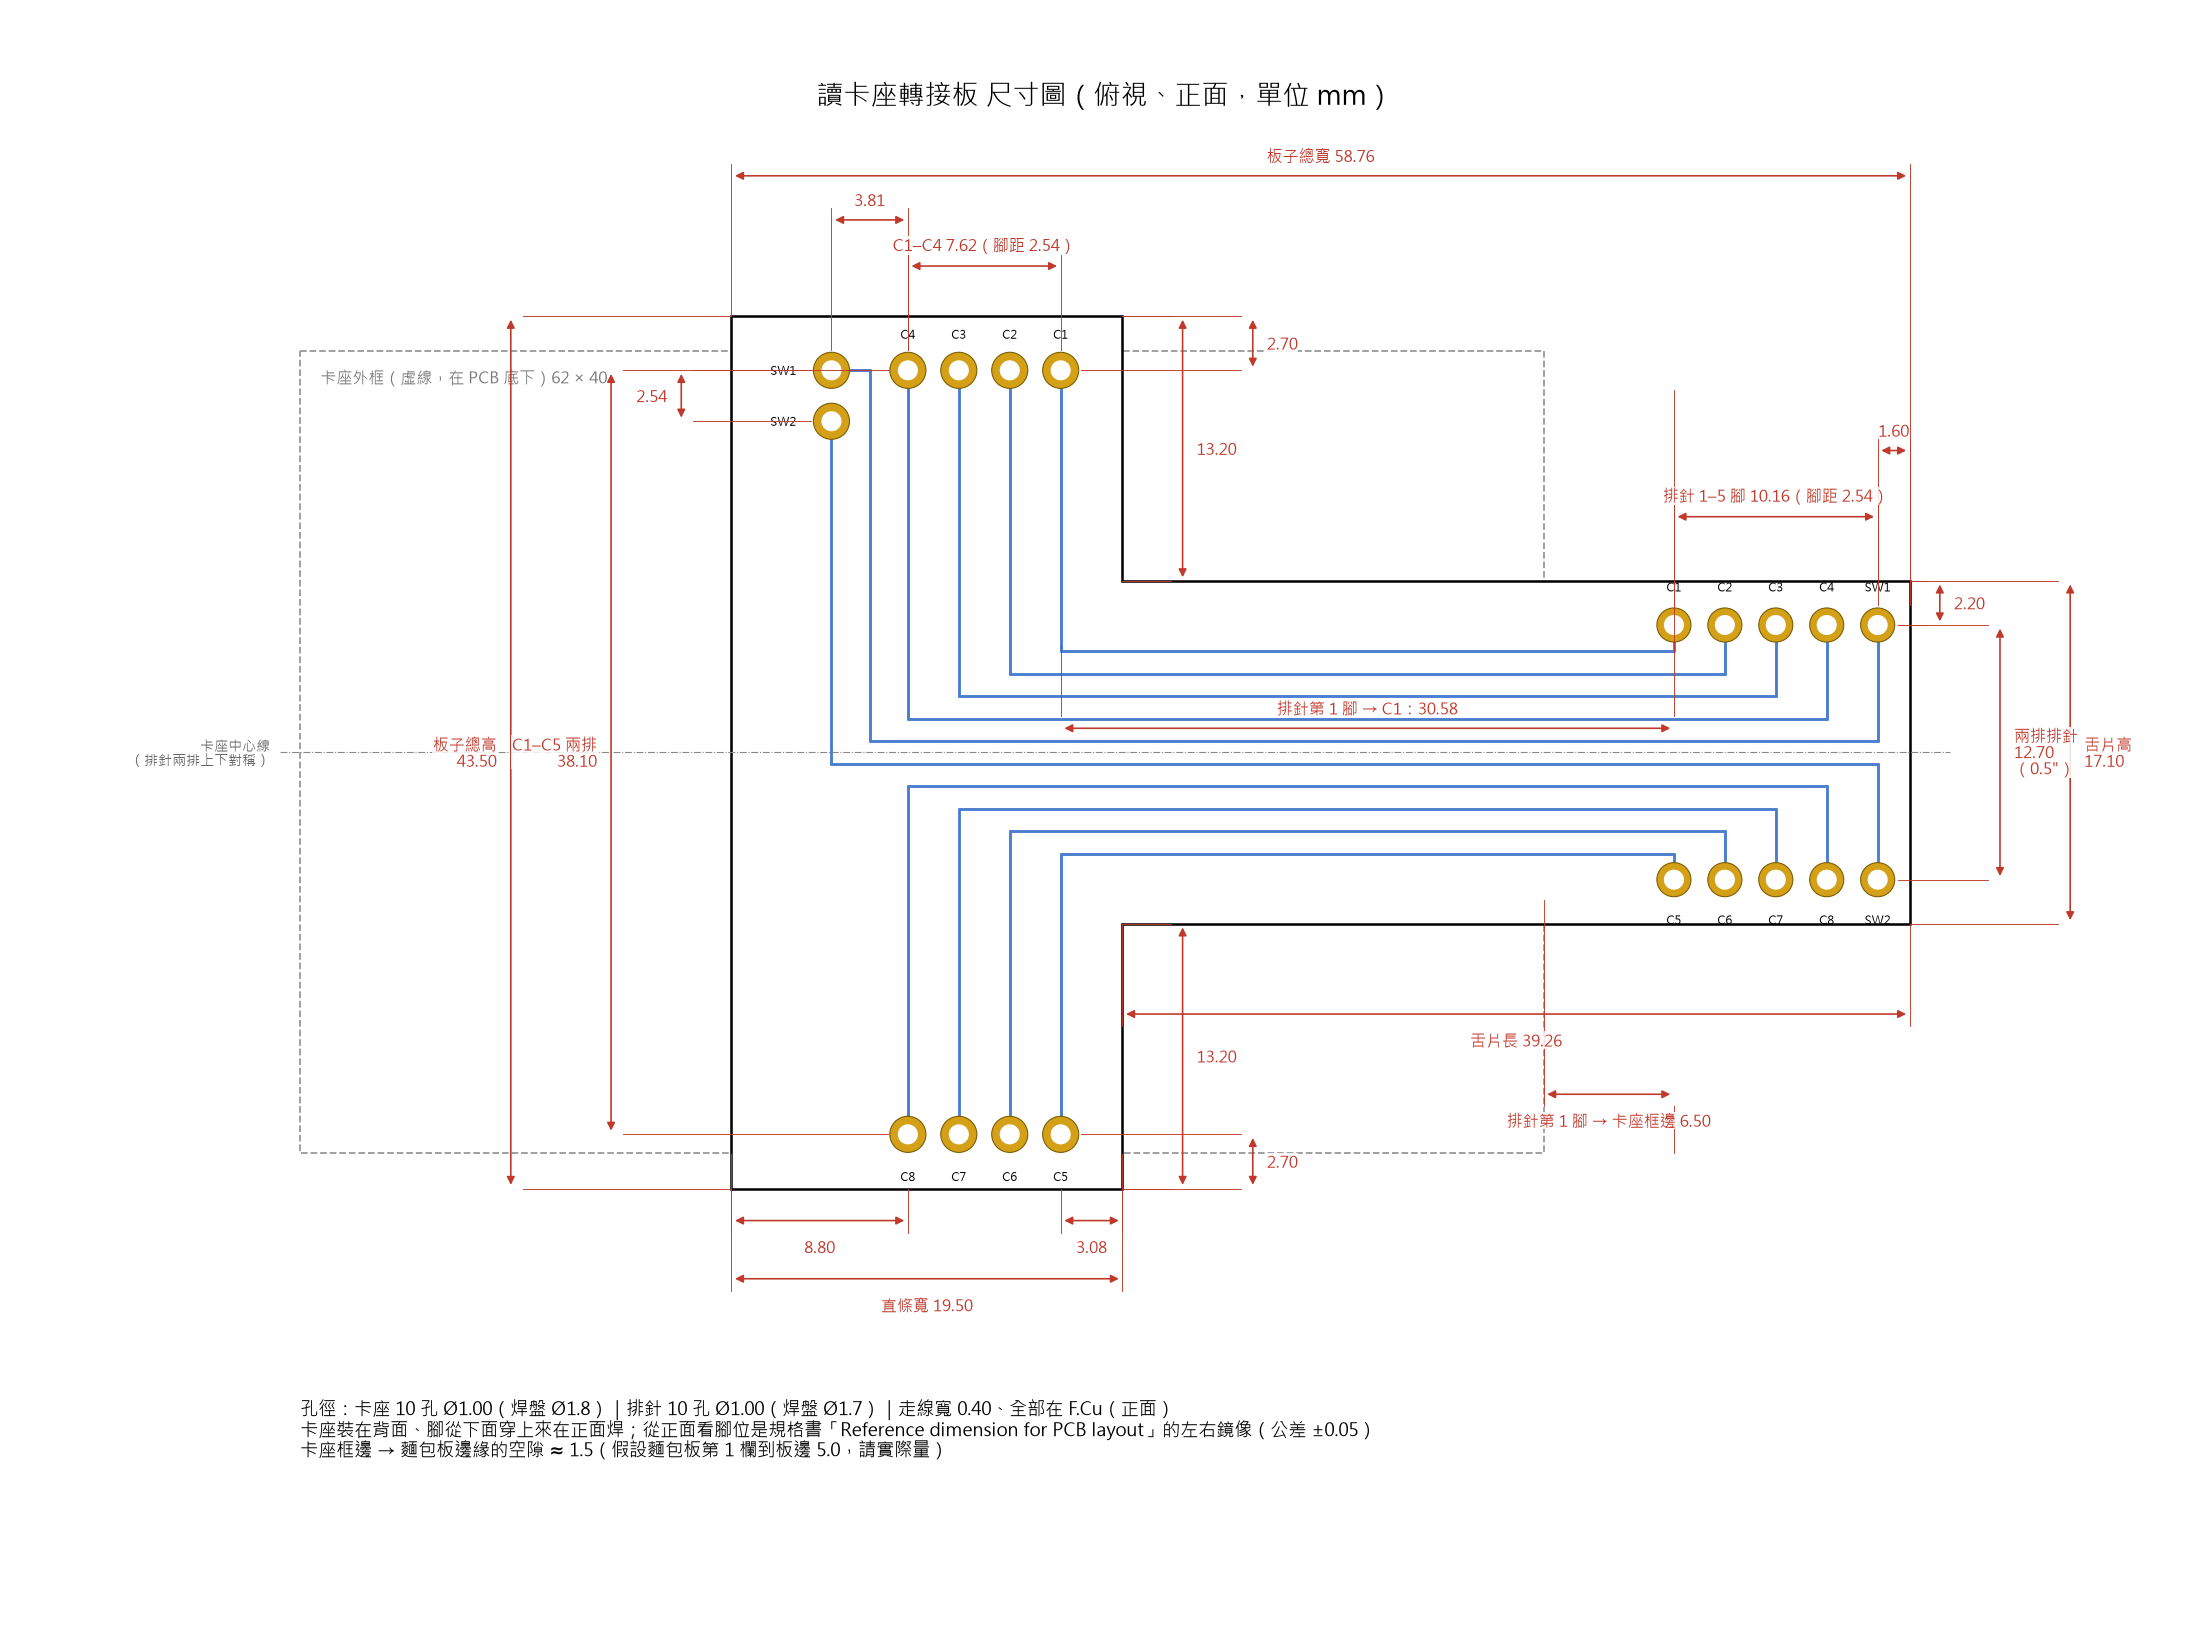 讀卡座轉接板 尺寸圖（俯視、正面，單位 mm）
板子總寬 58.76
3.81
C1–C4 7.62（腳距 2.54）
C4
C3
C2
C1
2.70
SW1
卡座外框（虛線，在 PCB 底下）62 × 40
2.54
SW2
13.20
1.60
排針 1–5 腳 10.16（腳距 2.54）
C1
C2
C3
C4
SW1
2.20
排針第 1 腳 → C1：30.58
卡座中心線
（排針兩排上下對稱）
板子總高
43.50
C1–C5 兩排
38.10
兩排排針
12.70
（0.5"）
舌片高
17.10
C5
C6
C7
C8
SW2
舌片長 39.26
13.20
排針第 1 腳 → 卡座框邊 6.50
2.70
C8
C7
C6
C5
8.80
3.08
直條寬 19.50
孔徑：卡座 10 孔 Ø1.00（焊盤 Ø1.8）｜排針 10 孔 Ø1.00（焊盤 Ø1.7）｜走線寬 0.40、全部在 F.Cu（正面）
卡座裝在背面、腳從下面穿上來在正面焊；從正面看腳位是規格書「Reference dimension for PCB layout」的左右鏡像（公差 ±0.05）
卡座框邊 → 麵包板邊緣的空隙 ≈ 1.5（假設麵包板第 1 欄到板邊 5.0，請實際量）